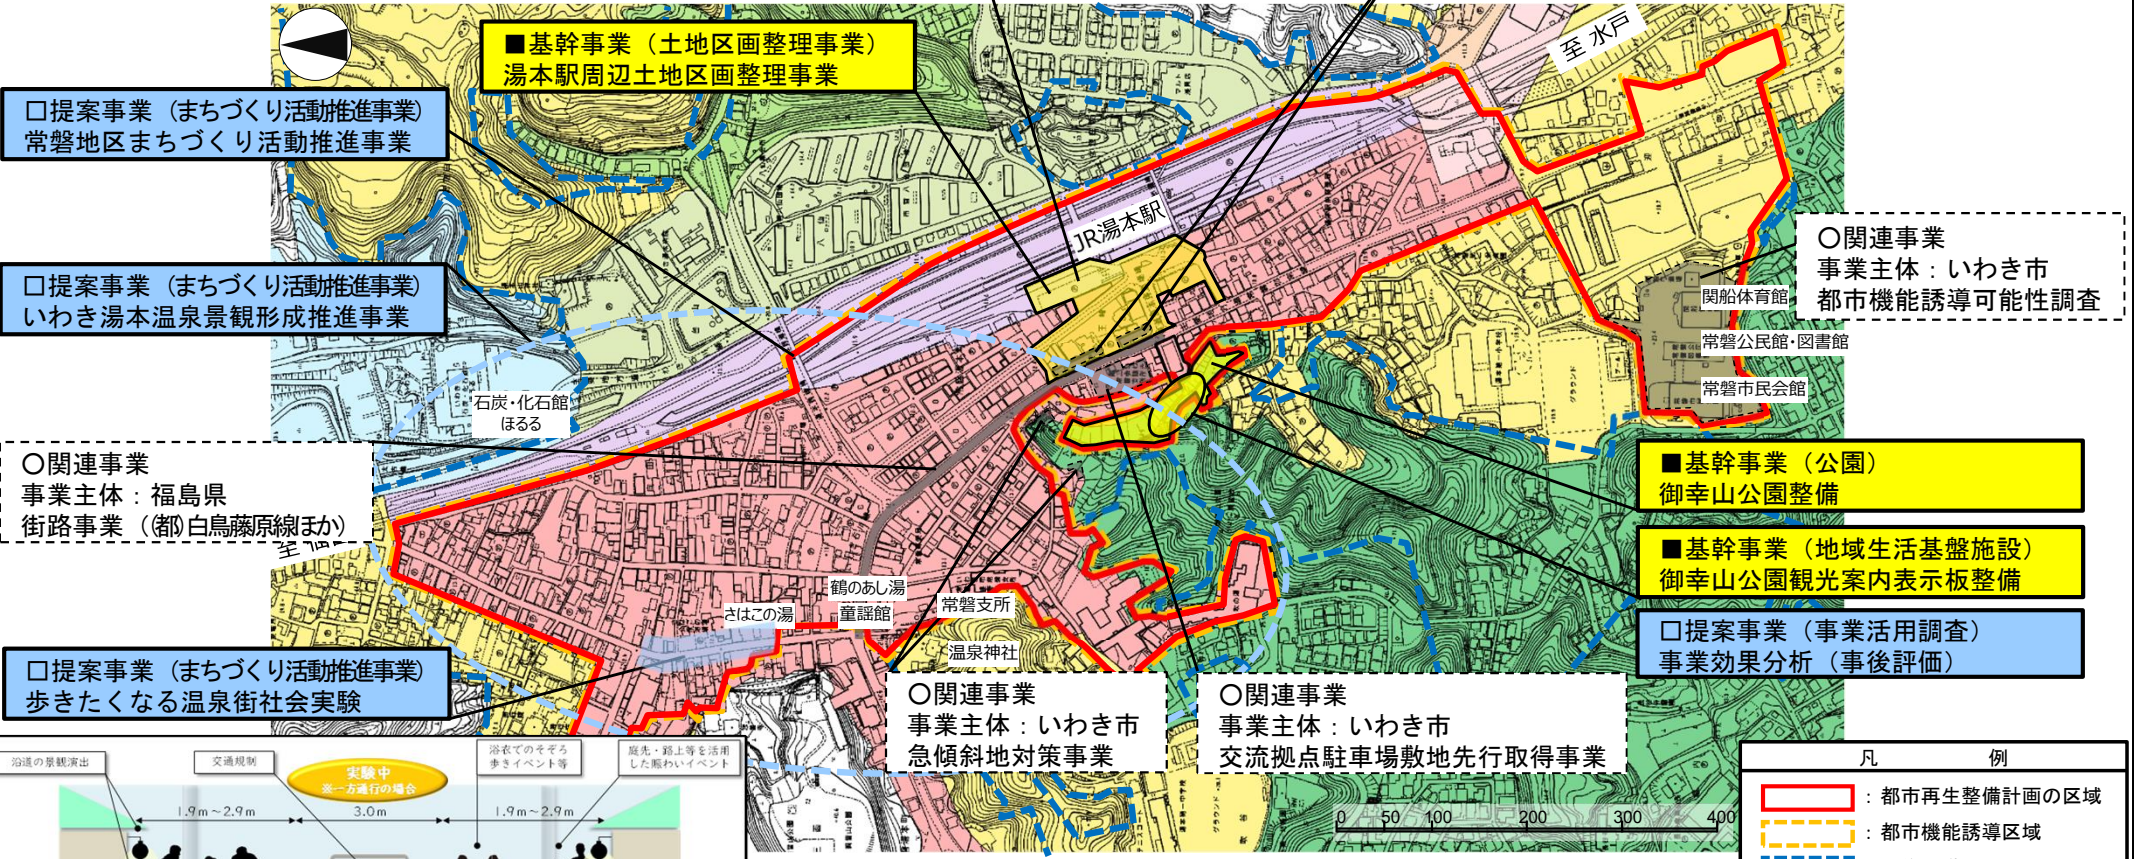 ■基幹事業（土地区画整理事業）
湯本駅周辺土地区画整理事業
至 水戸
□提案事業（まちづくり活動推進事業）
常磐地区まちづくり活動推進事業
JR湯本駅
○関連事業
事業主体：いわき市
都市機能誘導可能性調査
□提案事業（まちづくり活動推進事業）
いわき湯本温泉景観形成推進事業
関船体育館
常磐公民館・図書館
常磐市民会館
石炭・化石館
ほるる
グラウンド
○関連事業
事業主体：福島県
街路事業（(都)白鳥藤原線ほか）
■基幹事業（公園）
御幸山公園整備
■基幹事業（地域生活基盤施設）
御幸山公園観光案内表示板整備
鶴のあし湯
童謡館
さはこの湯
常磐支所
温泉神社
□提案事業（事業活用調査）
事業効果分析（事後評価）
□提案事業（まちづくり活動推進事業）
歩きたくなる温泉街社会実験
○関連事業
事業主体：いわき市
急傾斜地対策事業
○関連事業
事業主体：いわき市
交流拠点駐車場敷地先行取得事業
沿道の景観演出
交通規制
実験中
※一方通行の場合
浴衣でのそぞろ
歩きイベント等
庭先・路上等を活用
した賑わいイベント
1.9m～2.9m
3.0m
1.9m～2.9m
0 50 100 200 300 400
凡 例
：都市再生整備計画の区域
：都市機能誘導区域